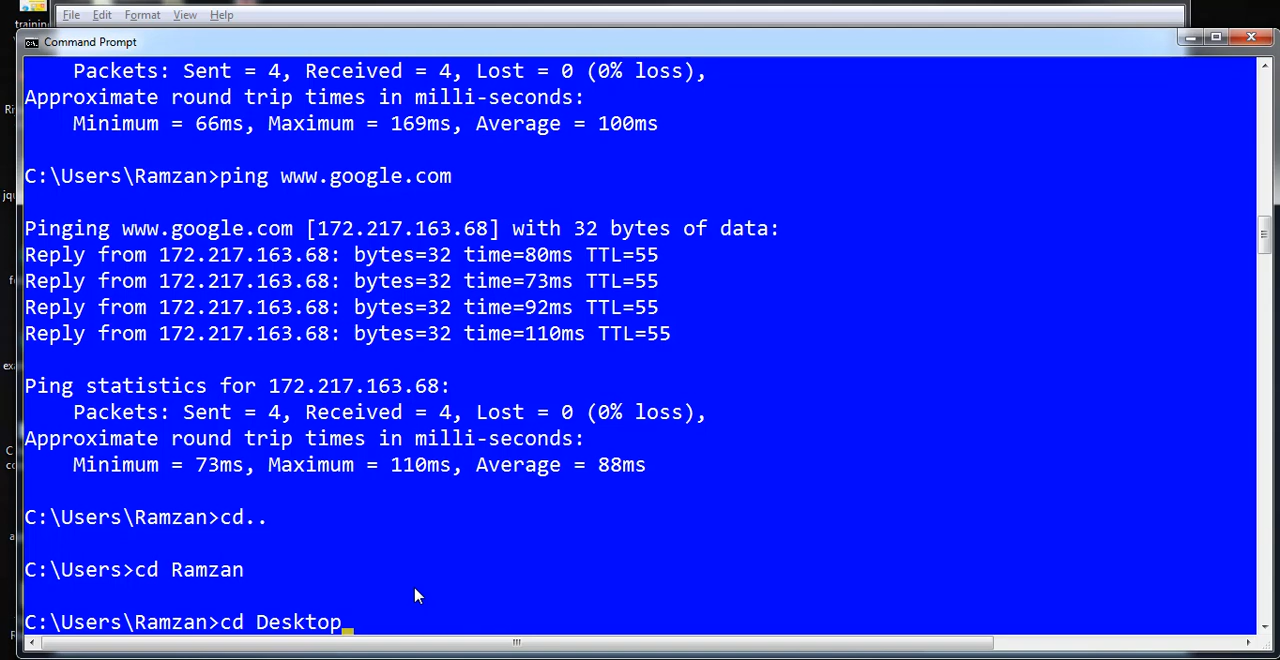 training
File Edit Format View Help
Command Prompt
Packets: Sent = 4, Received = 4, Lost = 0 (0% loss),
Approximate round trip times in milli-seconds:
Minimum = 66ms, Maximum = 169ms, Average = 100ms
C:\Users\Ramzan>ping www.google.com
Pinging www.google.com [172.217.163.68] with 32 bytes of data:
Reply from 172.217.163.68: bytes=32 time=80ms TTL=55
Reply from 172.217.163.68: bytes=32 time=73ms TTL=55
Reply from 172.217.163.68: bytes=32 time=92ms TTL=55
Reply from 172.217.163.68: bytes=32 time=110ms TTL=55
Ping statistics for 172.217.163.68:
Packets: Sent = 4, Received = 4, Lost = 0 (0% loss),
Approximate round trip times in milli-seconds:
Minimum = 73ms, Maximum = 110ms, Average = 88ms
C:\Users\Ramzan>cd..
C:\Users>cd Ramzan
C:\Users\Ramzan>cd Desktop